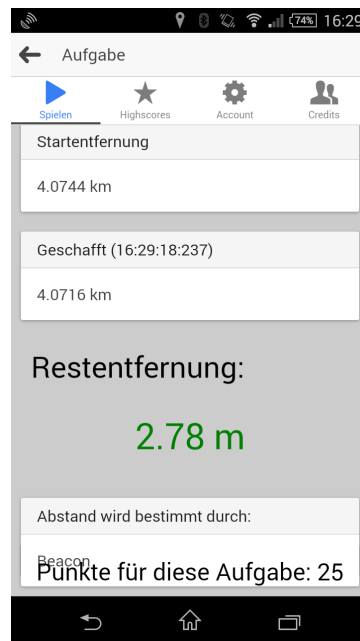 74% 16:29
Aufgabe
Spielen Highscores Account Credits
Startentfernung
4.0744 km
Geschafft (16:29:18:237)
4.0716 km
Restentfernung:
2.78 m
Abstand wird bestimmt durch:
Beacon
Punkte für diese Aufgabe: 25